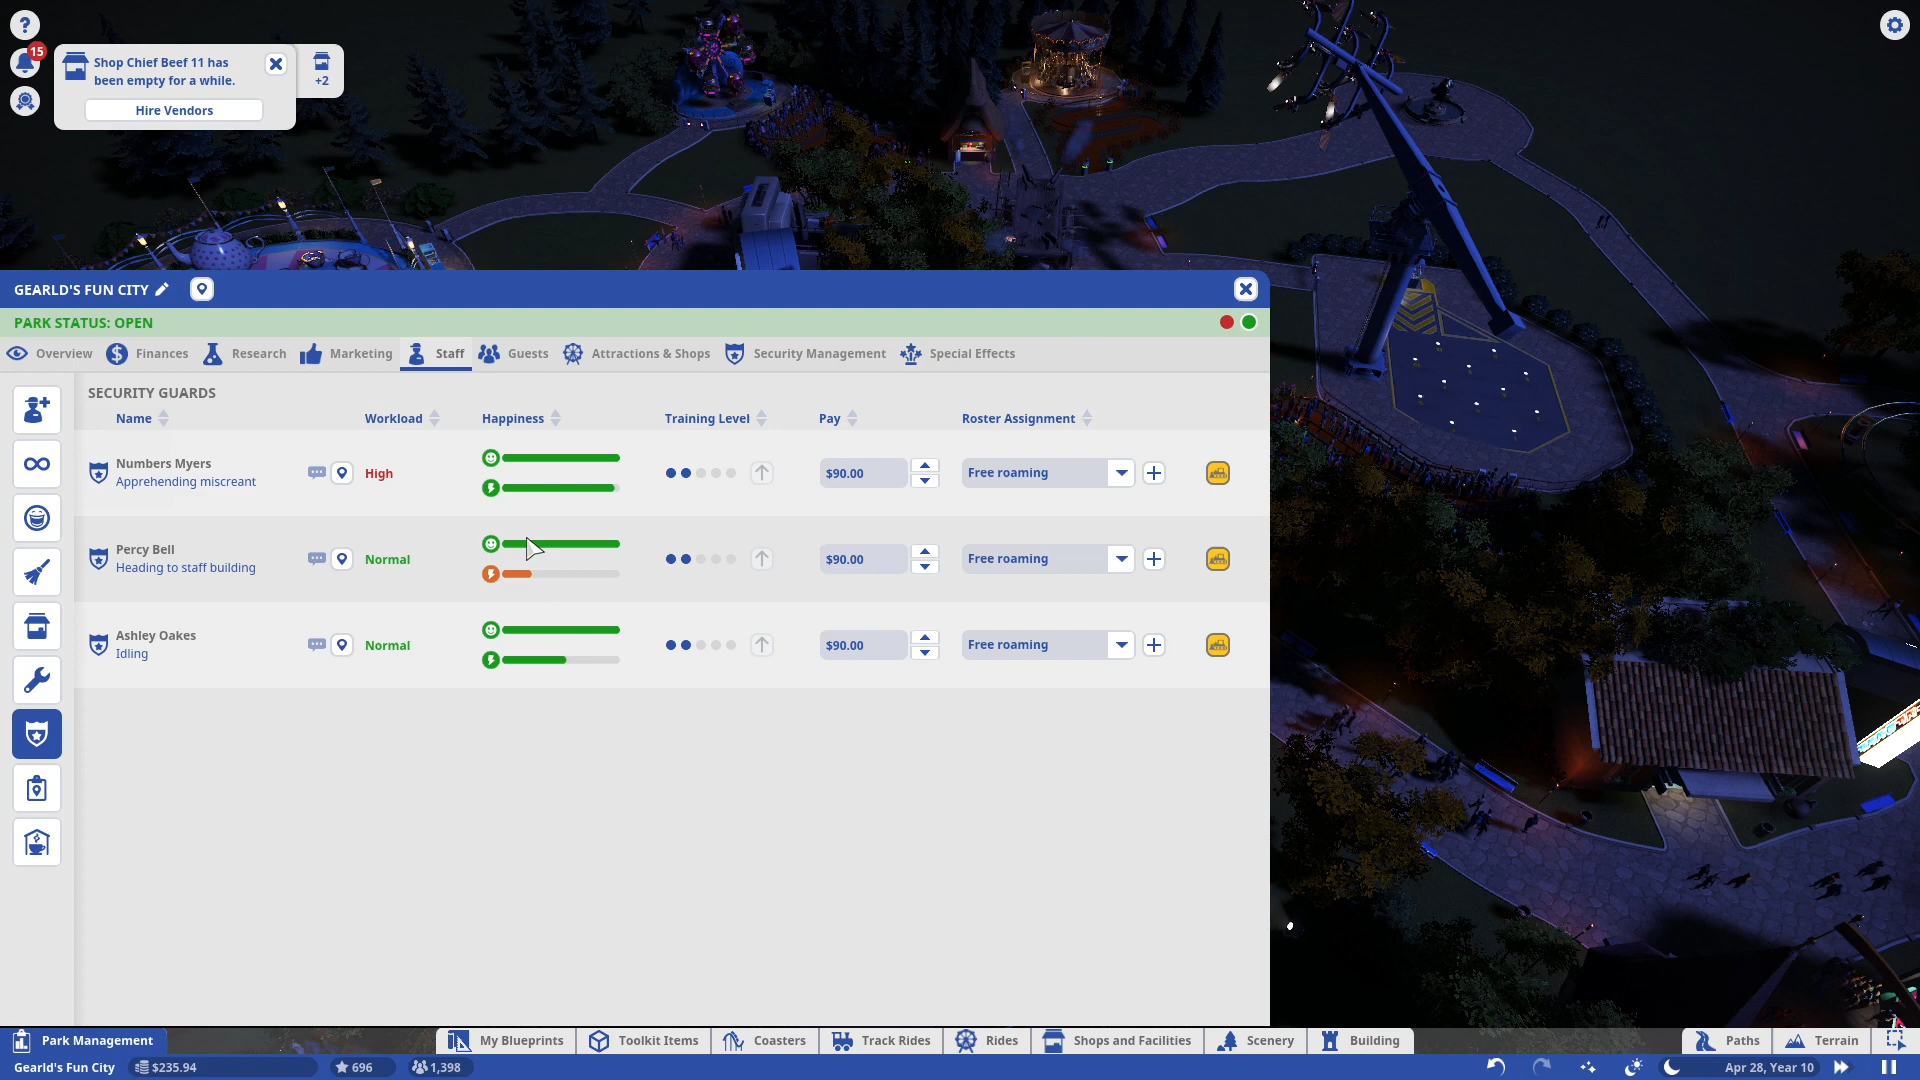 ?
15
Shop Chief Beef 11 has
been empty for a while.
Hire Vendors
+2
GEARLD'S FUN CITY
PARK STATUS: OPEN
Overview
Finances
Research
Marketing
Staff
Guests
Attractions & Shops
Security Management
Special Effects
SECURITY GUARDS
Name
Workload
Happiness
Training Level
Pay
Roster Assignment
Numbers Myers
Apprehending miscreant
High
$90.00
Free roaming
Percy Bell
Heading to staff building
Normal
$90.00
Free roaming
Ashley Oakes
Idling
Normal
$90.00
Free roaming
Park Management
My Blueprints
Toolkit Items
Coasters
Track Rides
Rides
Shops and Facilities
Scenery
Building
Paths
Terrain
Gearld's Fun City
$235.94
696
1,398
Apr 28, Year 10